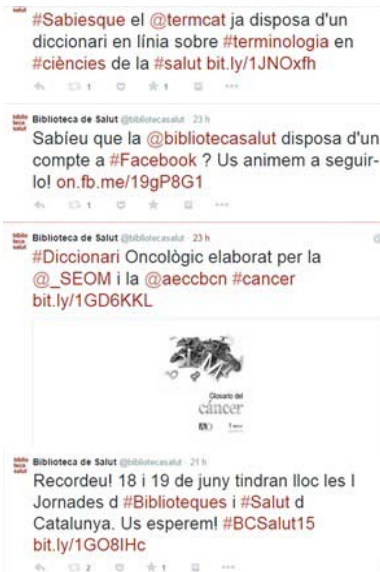 salut
#Sabiesque el @termcat ja disposa d'un
diccionari en línia sobre #terminologia en
#ciències de la #salut bit.ly/1JNOxfh
1 1
Biblioteca de Salut @bibliotecasalut · 23 h
Sabíeu que la @bibliotecasalut disposa d'un
compte a #Facebook ? Us animem a seguir-
lo! on.fb.me/19gP8G1
1
Biblioteca de Salut @bibliotecasalut · 23 h
#Diccionari Oncològic elaborat per la
@_SEOM i la @aeccbcn #cancer
bit.ly/1GD6KKL
Glosario del
cáncer
Biblioteca de Salut @bibliotecasalut · 21 h
Recordeu! 18 i 19 de juny tindran lloc les I
Jornades d #Biblioteques i #Salut d
Catalunya. Us esperem! #BCSalut15
bit.ly/1GO8IHc
2 1